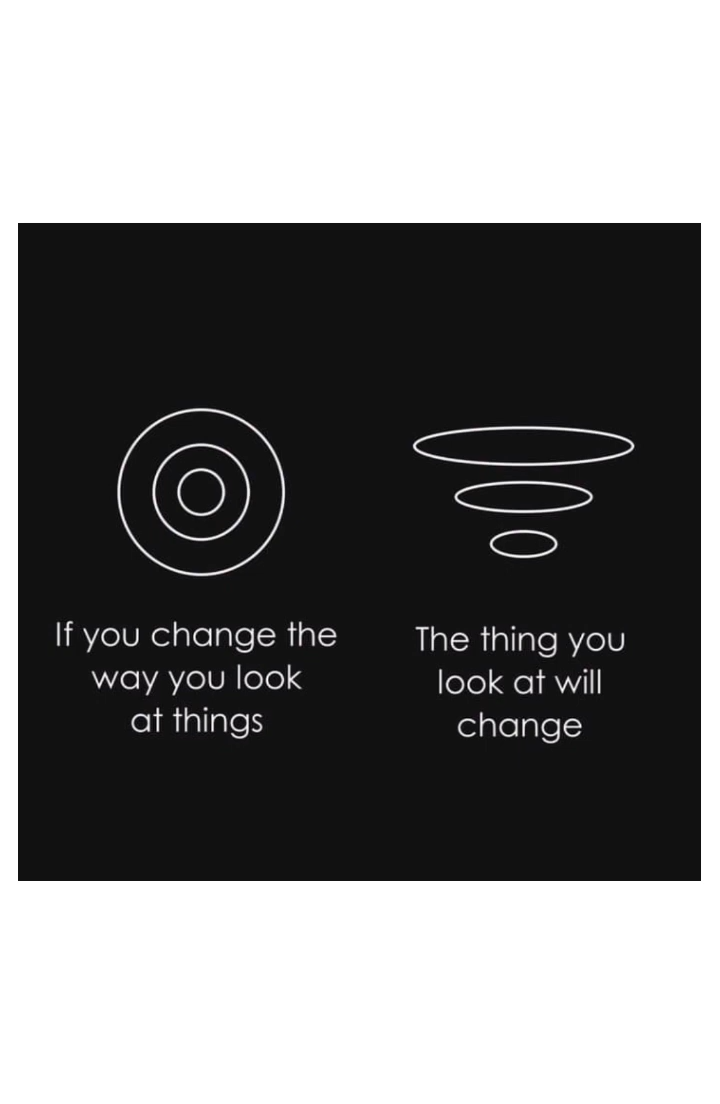 If you change the
way you look
at things
The thing you
look at will
change